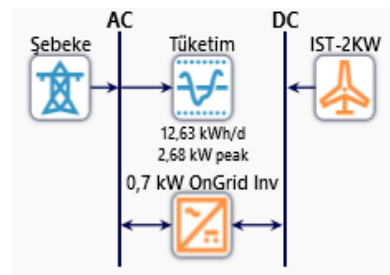 AC
DC
Şebeke
Tüketim
IST-2KW
12,63 kWh/d
2,68 kW peak
0,7 kW OnGrid Inv